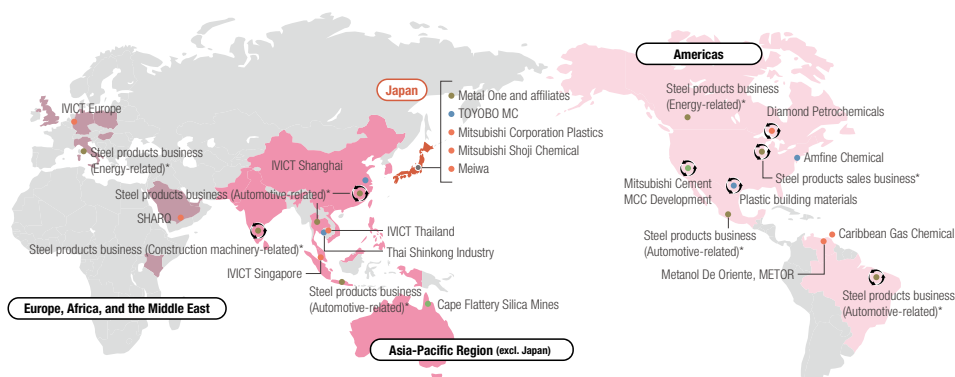 Americas
Steel products business
(Energy-related)*
Diamond Petrochemicals
Japan
Metal One and affiliates
TOYOBO MC
Mitsubishi Corporation Plastics
Mitsubishi Shoji Chemical
Meiwa
IVICT Europe
Steel products business
(Energy-related)*
IVICT Shanghai
Steel products business (Automotive-related)*
SHARQ
Steel products business (Construction machinery-related)*
IVICT Thailand
Thai Shinkong Industry
IVICT Singapore
Steel products business
(Automotive-related)*
Cape Flattery Silica Mines
Amfine Chemical
Steel products sales business*
Mitsubishi Cement
MCC Development
Plastic building materials
Steel products business
(Automotive-related)*
Caribbean Gas Chemical
Metanol De Oriente, METOR
Steel products business
(Automotive-related)*
Europe, Africa, and the Middle East
Asia-Pacific Region (excl. Japan)